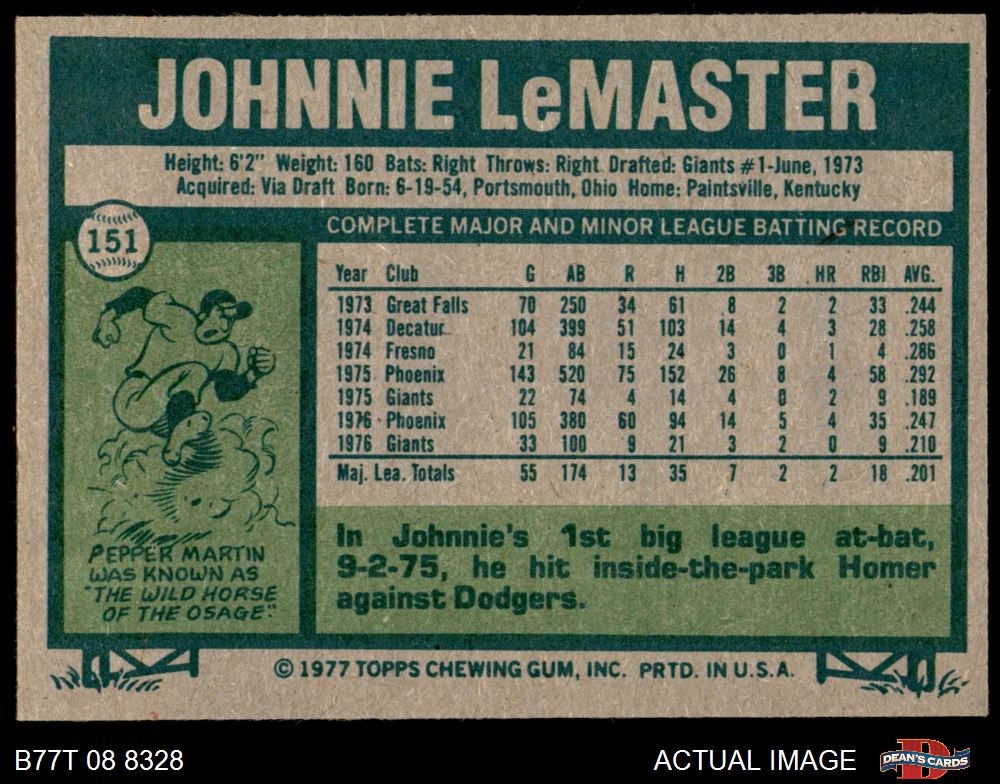 JOHNNIE LeMASTER
Height: 6'2" Weight: 160 Bats: Right Throws: Right Drafted: Giants #1-June, 1973
Acquired: Via Draft Born: 6-19-54, Portsmouth, Ohio Home: Paintsville, Kentucky
151
COMPLETE MAJOR AND MINOR LEAGUE BATTING RECORD
Year Club G AB R H 2B 3B HR RBI AVG.
1973 Great Falls 70 250 34 61 8 2 2 33 .244
1974 Decatur 104 399 51 103 14 4 3 28 .258
1974 Fresno 21 84 15 24 3 0 1 4 .286
1975 Phoenix 143 520 75 152 26 8 4 58 .292
1975 Giants 22 74 4 14 4 0 2 9 .189
1976 Phoenix 105 380 60 94 14 5 4 35 .247
1976 Giants 33 100 9 21 3 2 0 9 .210
Maj. Lea. Totals 55 174 13 35 7 2 2 18 .201
PEPPER MARTIN
WAS KNOWN AS
"THE WILD HORSE
OF THE OSAGE."
In Johnnie's 1st big league at-bat,
9-2-75, he hit inside-the-park Homer
against Dodgers.
© 1977 TOPPS CHEWING GUM, INC. PRTD. IN U.S.A.
B77T 08 8328
ACTUAL IMAGE
D
DEAN'S CARDS